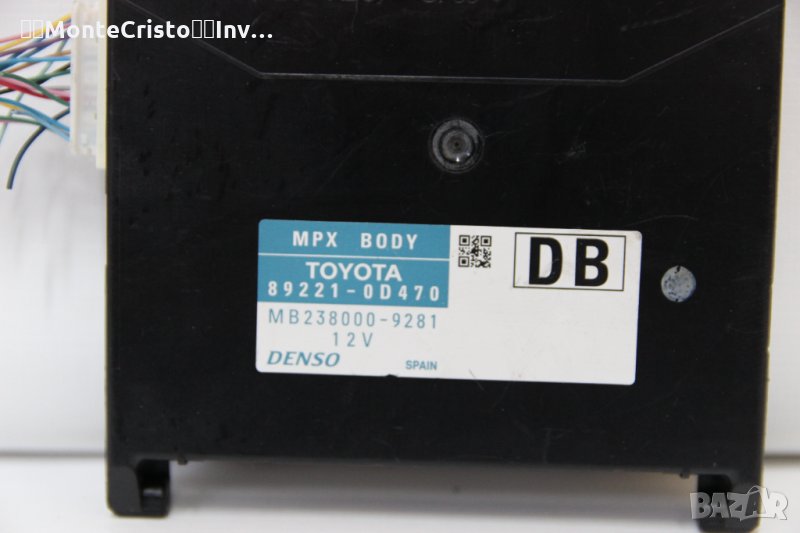 MonteCristo Inv...
MPX BODY
TOYOTA
89221-0D470
MB238000-9281
12V
DENSO
SPAIN
DB
BAZAR